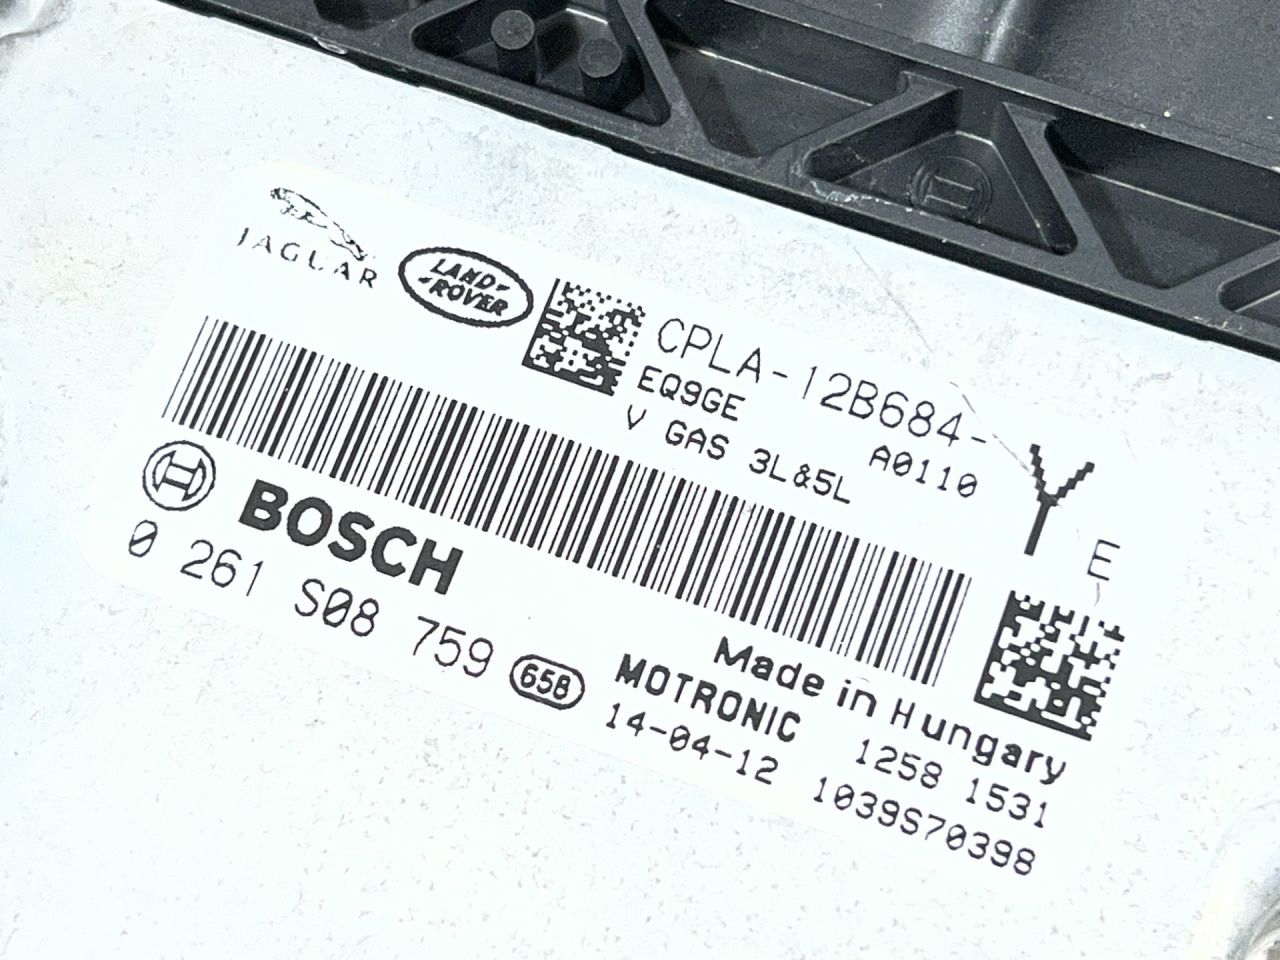 JAGUAR
LAND
ROVER
CPLA-12B684-
Y
E
EQ9GE
A0110
V GAS 3L&5L
BOSCH
0 261 S08 759
658
Made in Hungary
MOTRONIC
1258 1531
14-04-12
1039S70398